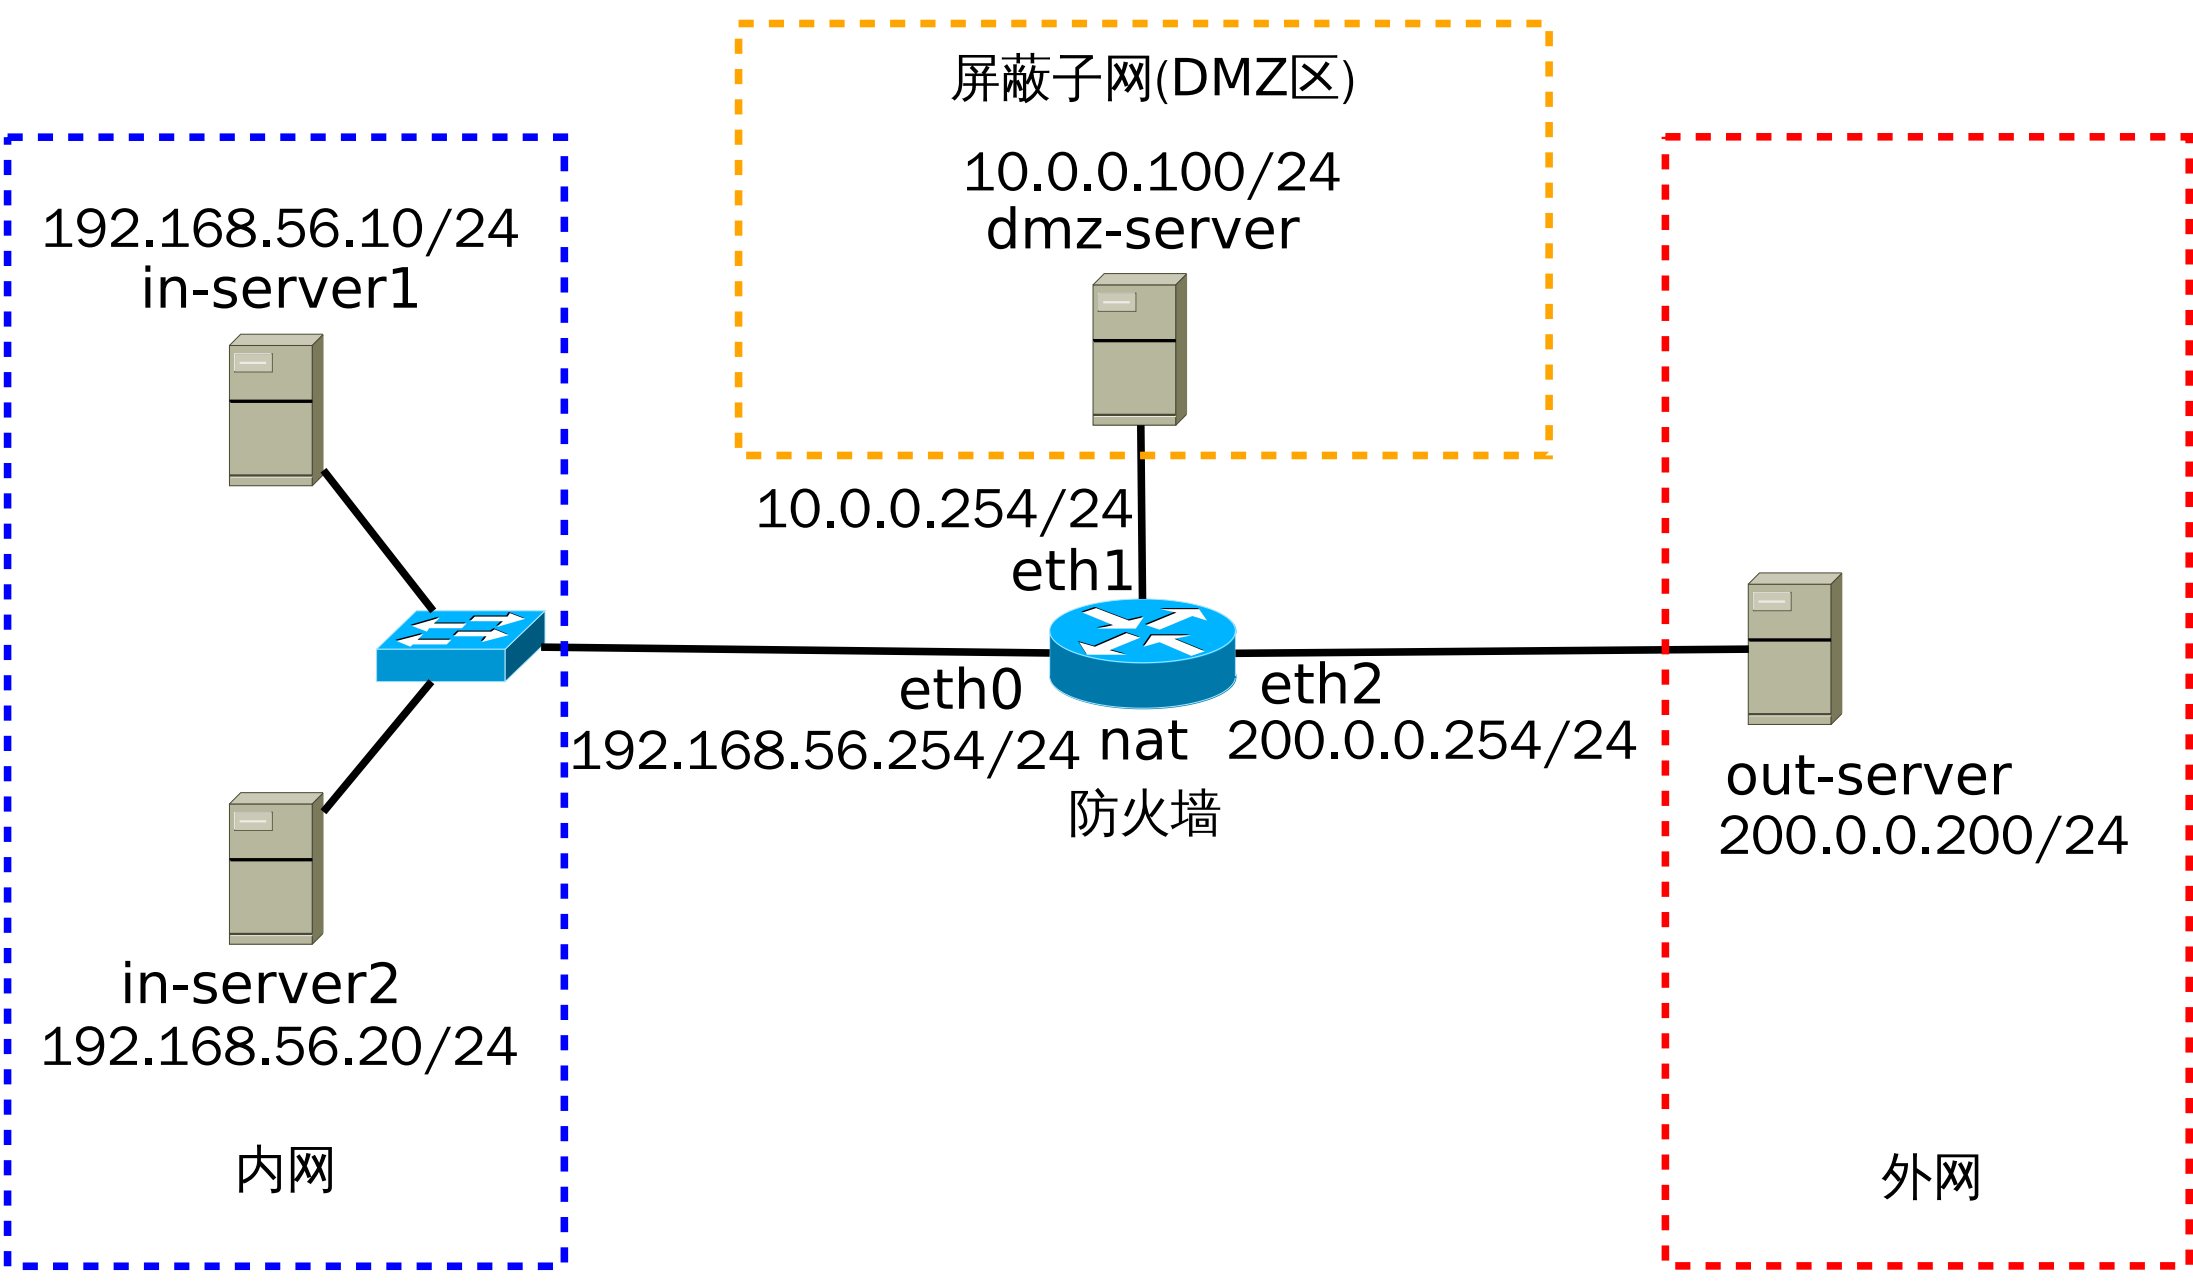 屏蔽子网(DMZ区)
10.0.0.100/24
dmz-server
192.168.56.10/24
in-server1
10.0.0.254/24
eth1
eth0
192.168.56.254/24
nat
防火墙
eth2
200.0.0.254/24
out-server
200.0.0.200/24
in-server2
192.168.56.20/24
内网
外网